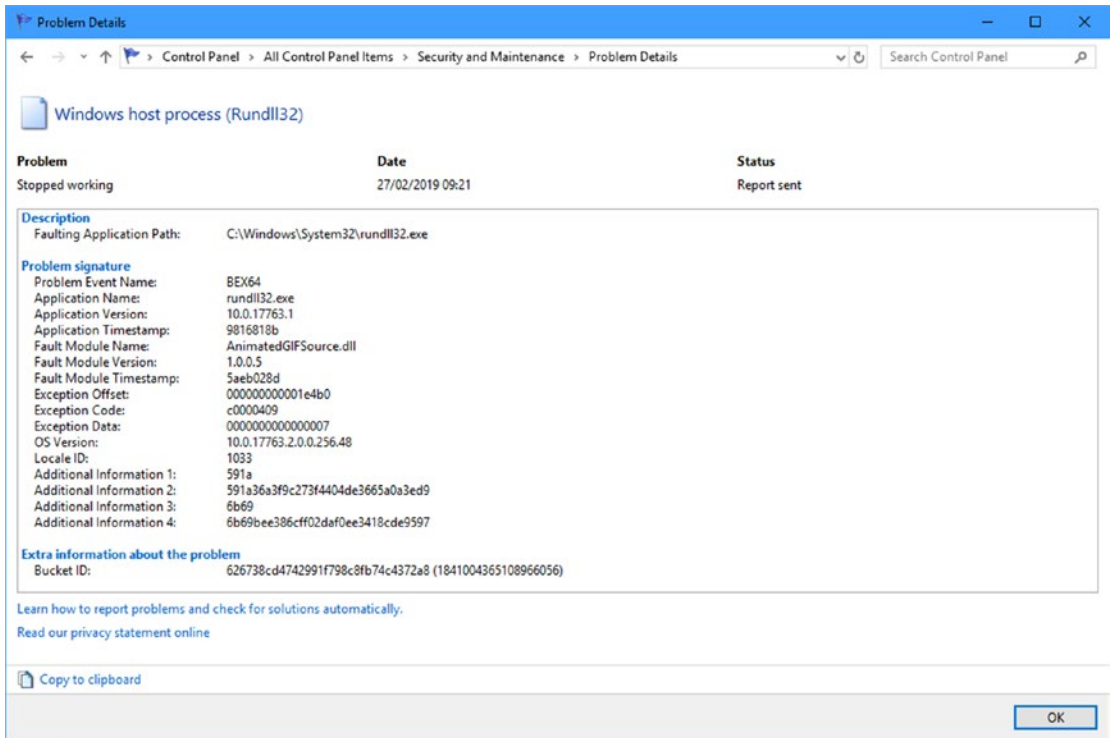 Problem Details
Control Panel > All Control Panel Items > Security and Maintenance > Problem Details
Search Control Panel
Windows host process (Rundll32)
Problem Date Status
Stopped working 27/02/2019 09:21 Report sent
Description
Faulting Application Path: C:\Windows\System32\rundll32.exe
Problem signature
Problem Event Name: BEX64
Application Name: rundll32.exe
Application Version: 10.0.17763.1
Application Timestamp: 9816818b
Fault Module Name: AnimatedGIFSource.dll
Fault Module Version: 1.0.0.5
Fault Module Timestamp: 5aeb028d
Exception Offset: 000000000001e4b0
Exception Code: c0000409
Exception Data: 0000000000000007
OS Version: 10.0.17763.2.0.0.256.48
Locale ID: 1033
Additional Information 1: 591a
Additional Information 2: 591a36a3f9c273f4404de3665a0a3ed9
Additional Information 3: 6b69
Additional Information 4: 6b69bee386cff02daf0ee3418cde9597
Extra information about the problem
Bucket ID: 626738cd4742991f798c8fb74c4372a8 (1841004365108966056)
Learn how to report problems and check for solutions automatically.
Read our privacy statement online
Copy to clipboard
OK